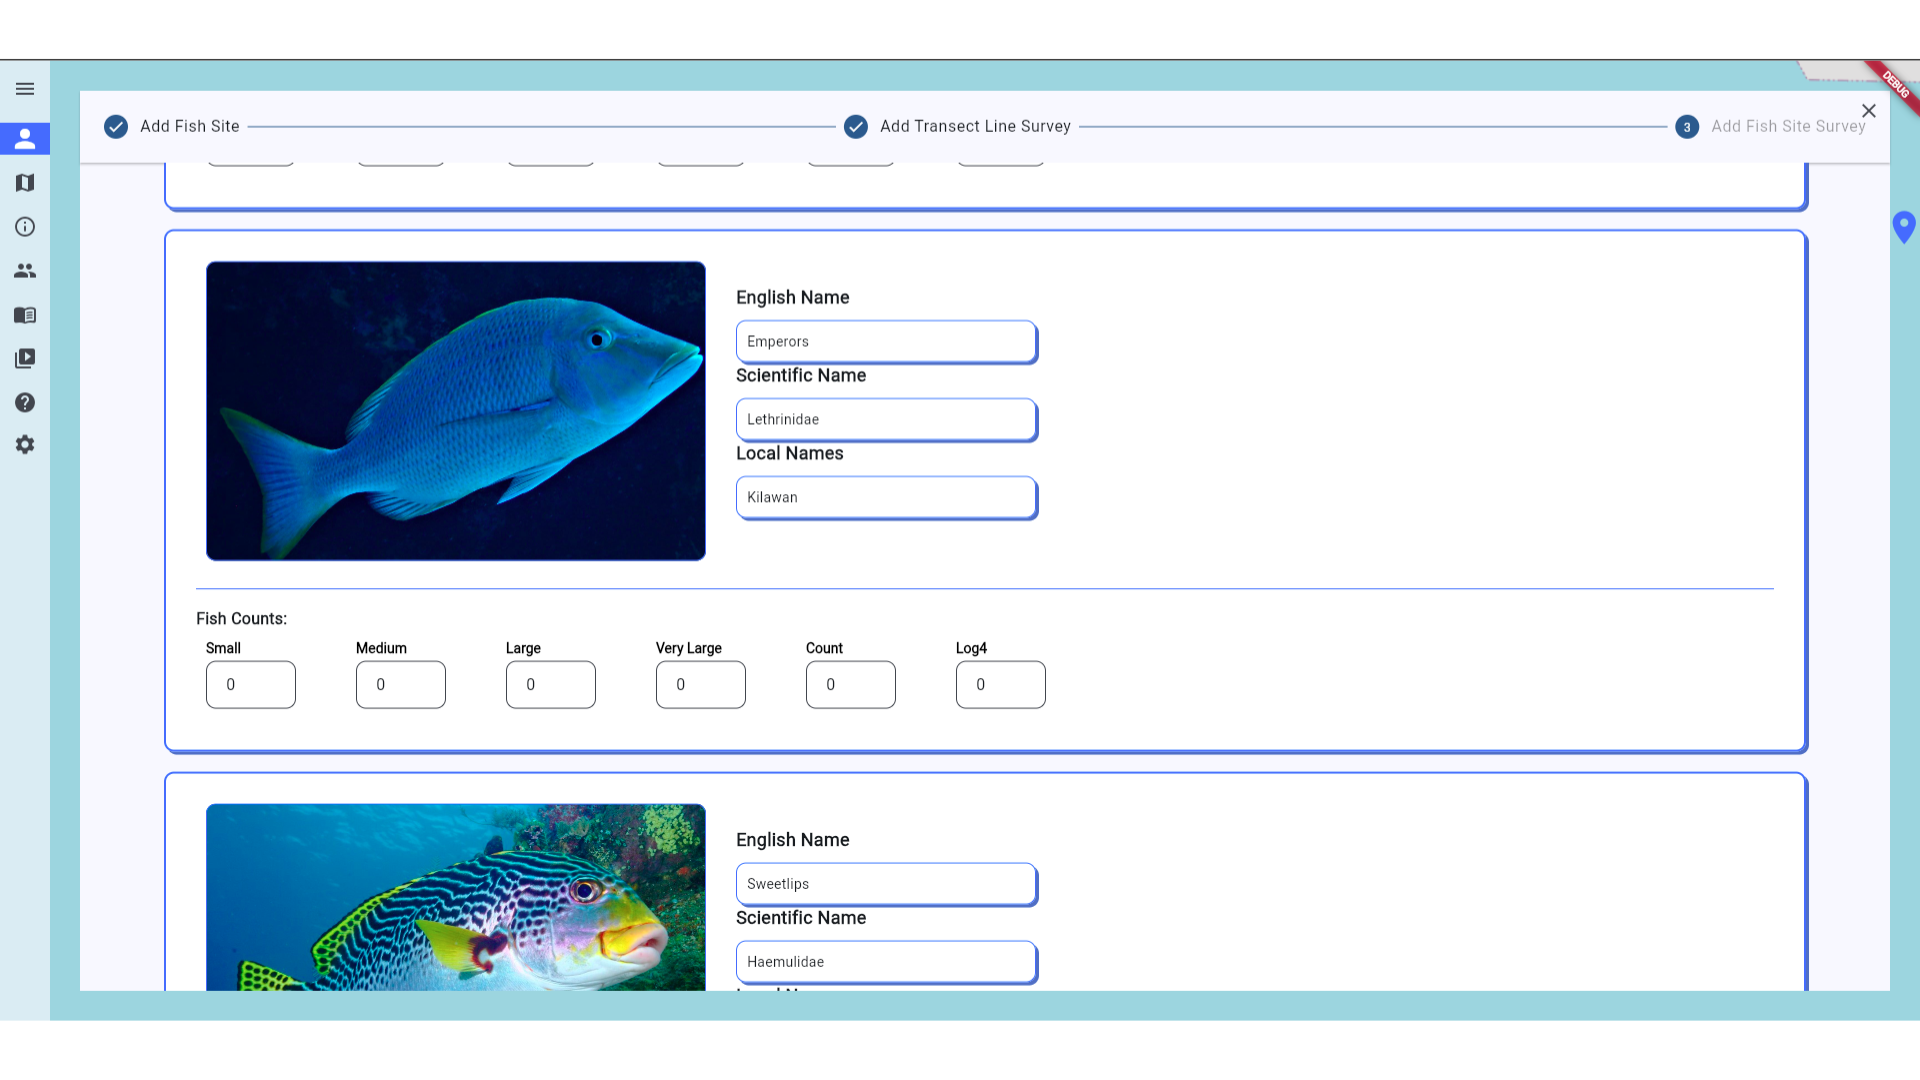 DEBUG
Add Fish Site
Add Transect Line Survey
3 Add Fish Site Survey
English Name
Emperors
Scientific Name
Lethrinidae
Local Names
Kilawan
Fish Counts:
Small Medium Large Very Large Count Log4
0 0 0 0 0 0
English Name
Sweetlips
Scientific Name
Haemulidae